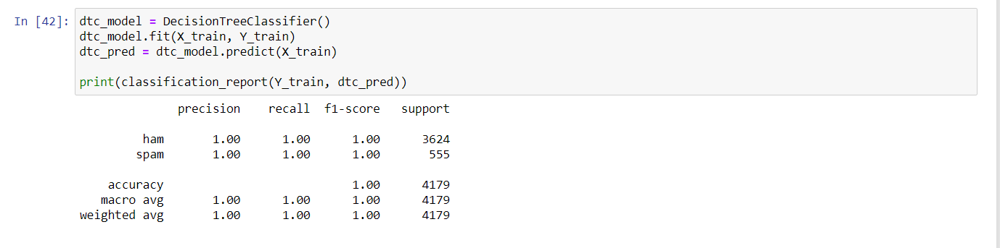 In [42]: dtc_model = DecisionTreeClassifier()
dtc_model.fit(X_train, Y_train)
dtc_pred = dtc_model.predict(X_train)
print(classification_report(Y_train, dtc_pred))
precision recall f1-score support
ham 1.00 1.00 1.00 3624
spam 1.00 1.00 1.00 555
accuracy 1.00 4179
macro avg 1.00 1.00 1.00 4179
weighted avg 1.00 1.00 1.00 4179